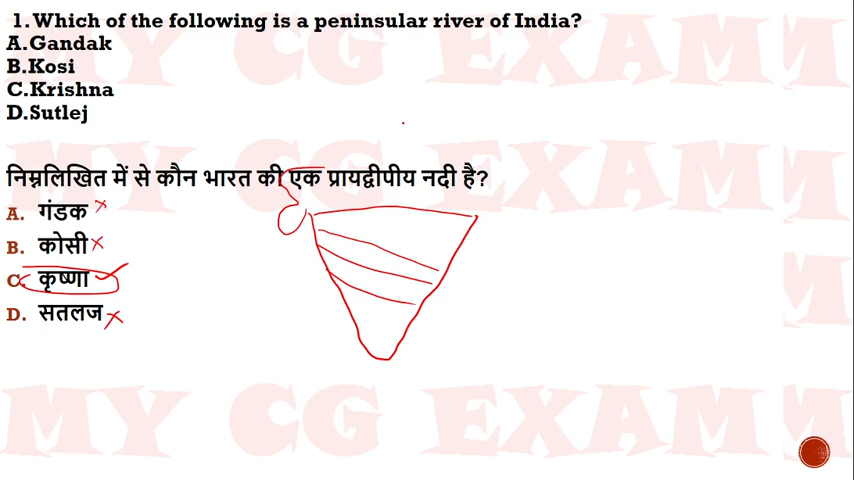 1.Which of the following is a peninsular river of India?
A.Gandak
B.Kosi
C.Krishna
D.Sutlej
निम्नलिखित में से कौन भारत की एक प्रायद्वीपीय नदी है?
A. गंडक
B. कोसी
C. कृष्णा
D. सतलज
MY CG EXAM
MY CG EXAM
MY CG EXAM